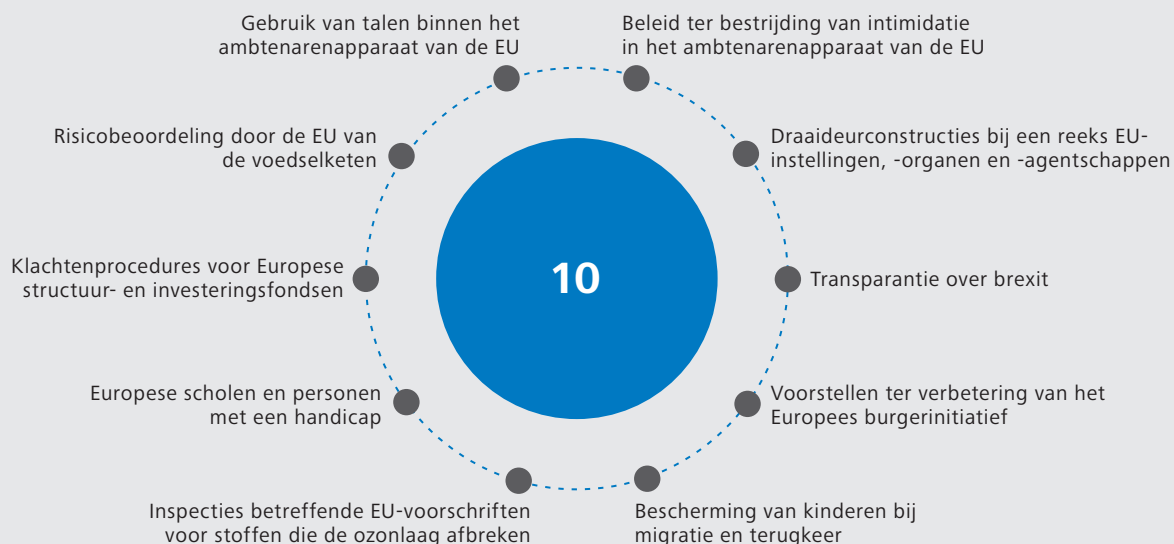 Gebruik van talen binnen het
ambtenarenapparaat van de EU
Beleid ter bestrijding van intimidatie
in het ambtenarenapparaat van de EU
Risicobeoordeling door de EU van
de voedselketen
Draaideurconstructies bij een reeks EU-
instellingen, -organen en -agentschappen
Klachtenprocedures voor Europese
structuur- en investeringsfondsen
10
Transparantie over brexit
Europese scholen en personen
met een handicap
Voorstellen ter verbetering van het
Europees burgerinitiatief
Inspecties betreffende EU-voorschriften
voor stoffen die de ozonlaag afbreken
Bescherming van kinderen bij
migratie en terugkeer